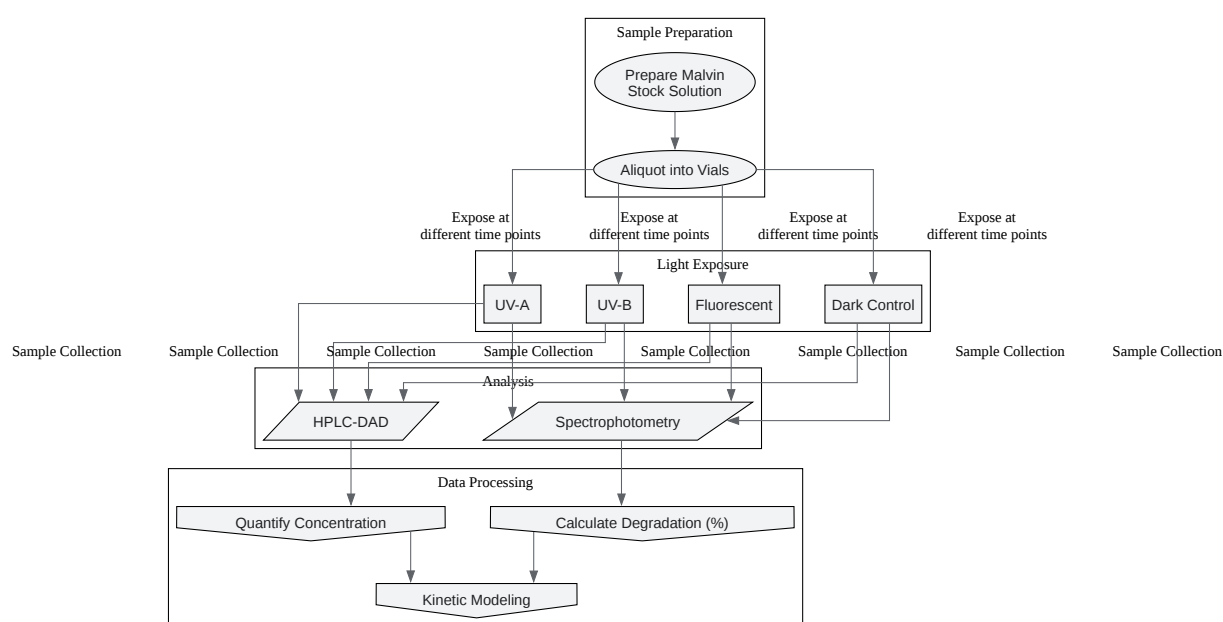 Sample Preparation
Prepare Malvin
Stock Solution
Aliquot into Vials
Expose at
different time points
Expose at
different time points
Expose at
different time points
Expose at
different time points
Light Exposure
UV-A
UV-B
Fluorescent
Dark Control
Sample Collection
Sample Collection
Sample Collection
Sample Collection
Sample Collection
Sample Collection
Sample Collection
Sample Collection
Analysis
HPLC-DAD
Spectrophotometry
Data Processing
Quantify Concentration
Calculate Degradation (%)
Kinetic Modeling